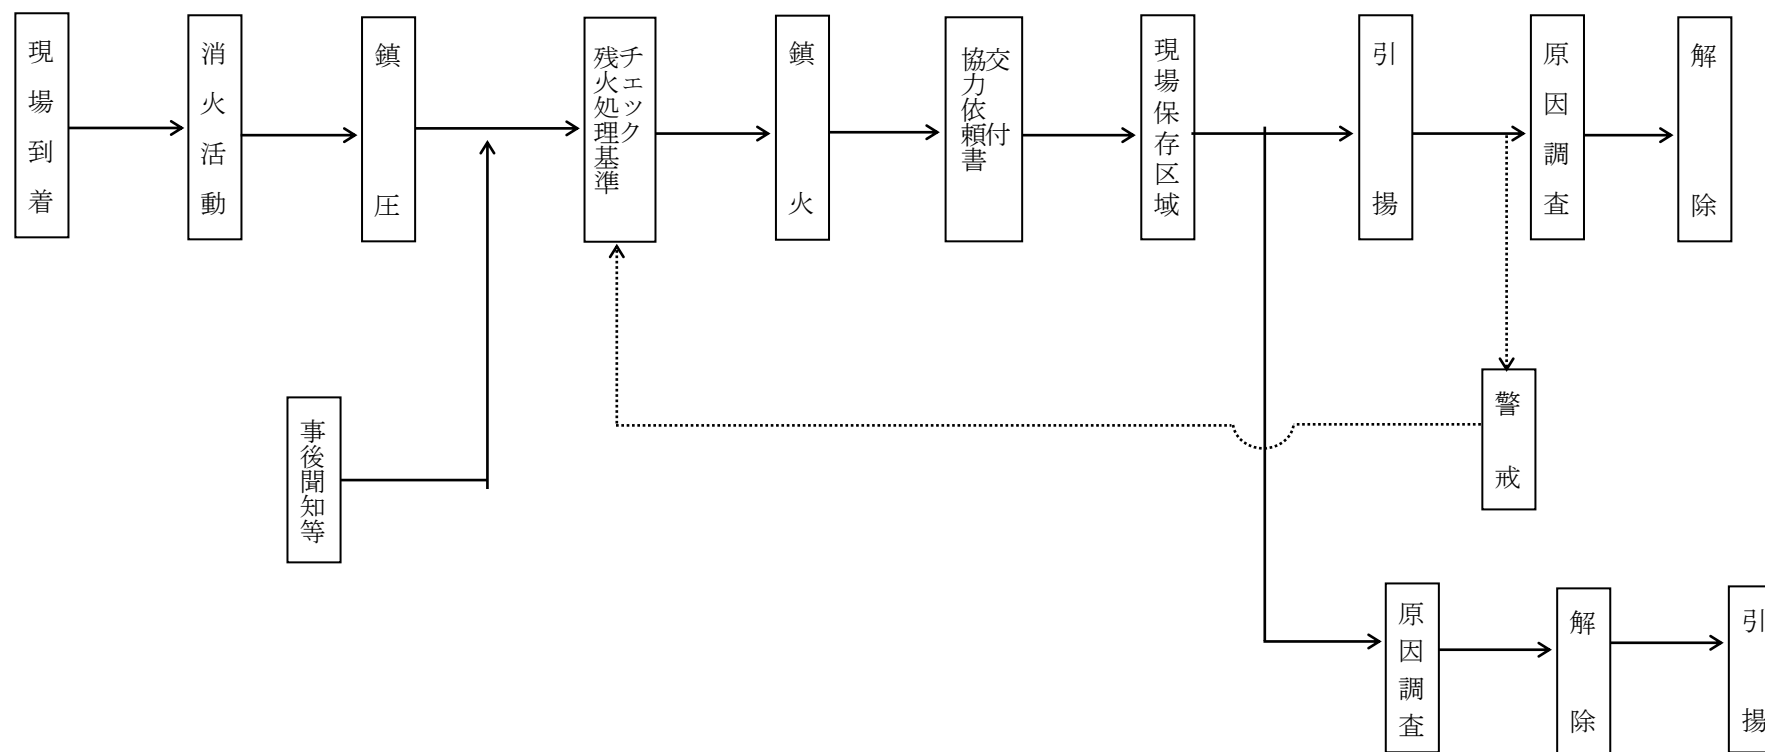 現場到着
消火活動
鎮圧
チェック
残火処理基準
鎮火
交付
協力依頼書
現場保存区域
引揚
原因調査
解除
事後聞知等
警戒
原因調査
解除
引揚